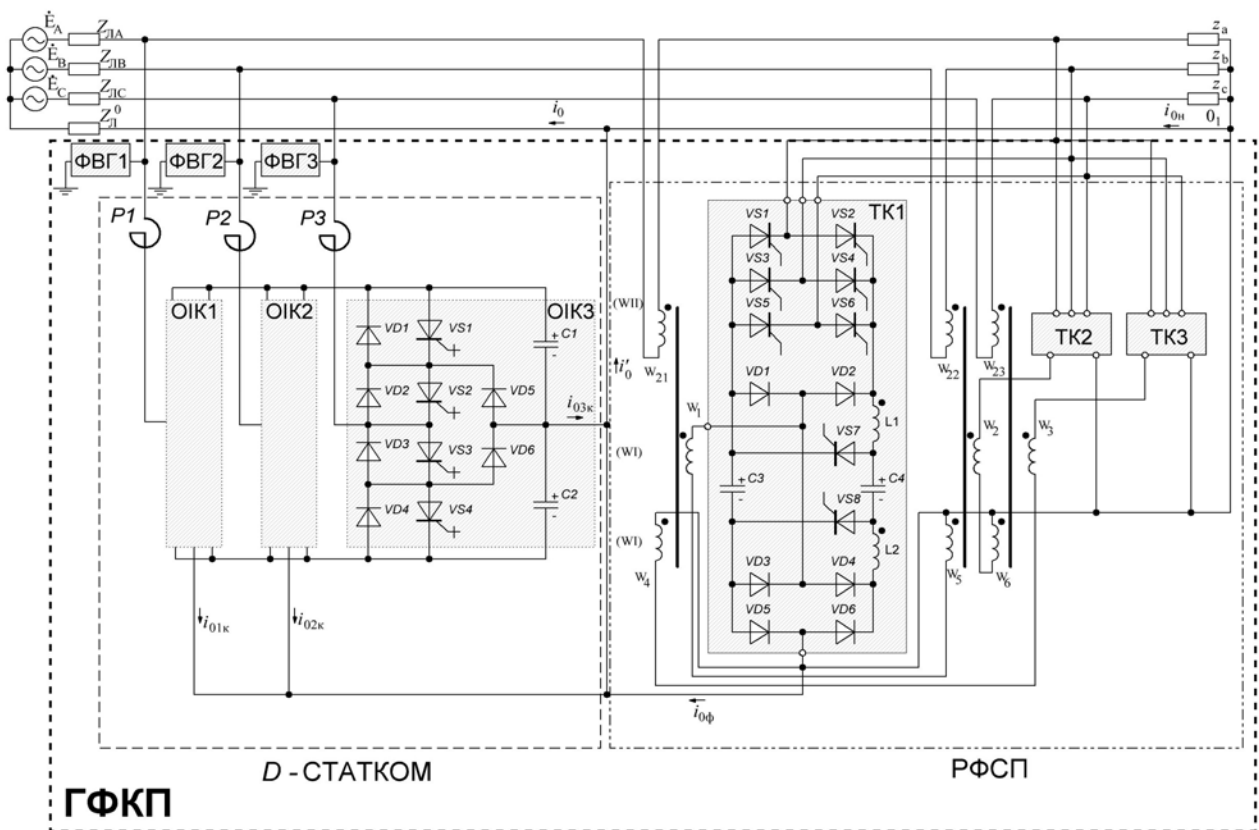 Ė_A Z_ЛА z_a
Ė_B Z_ЛВ z_b
Ė_C Z_ЛС z_c
Z_Л^0 i_0 i_0н 0_1
ФВГ1 ФВГ2 ФВГ3
P1 P2 P3
ОІК1 ОІК2 ОІК3
VD1 VS1 C1 + -
VD2 VS2 VD5
i_03к
VD3 VS3 VD6
VD4 VS4 C2 + -
+ + + +
i_01к i_02к
D - СТАТКОМ
(WII) w_21
i'_0
(WI) w_1
(WI) w_4
ТК1
VS1 VS2
VS3 VS4
VS5 VS6
VD1 VD2
L1
VS7
C3 + - C4 + -
VS8
L2
VD3 VD4
VD5 VD6
w_22 w_23
ТК2 ТК3
w_2 w_3
w_5 w_6
i_0ф
РФСП
ГФКП